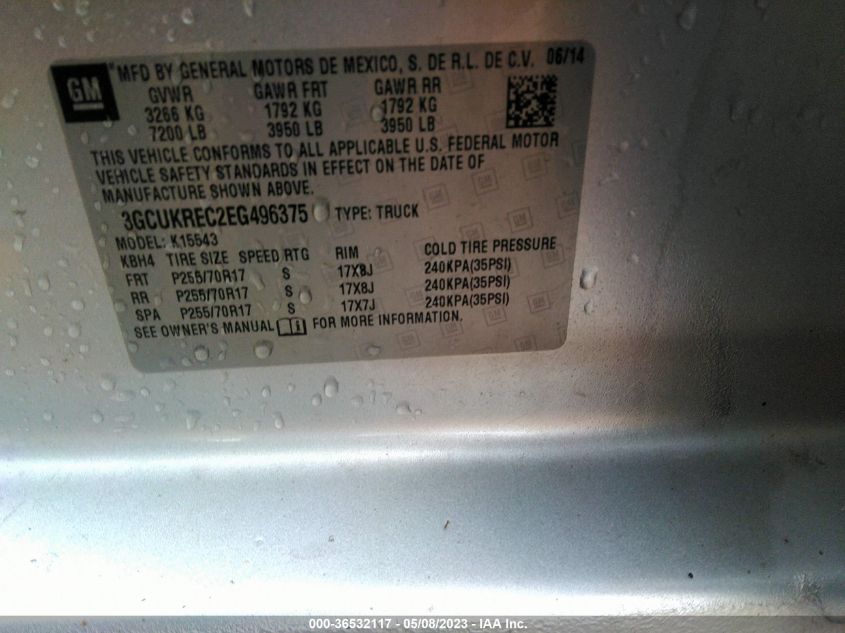 GM ® MFD BY GENERAL MOTORS DE MEXICO, S. DE R.L. DE C.V. 06/14
GVWR GAWR FRT GAWR RR
3266 KG 1792 KG 1792 KG
7200 LB 3950 LB 3950 LB
THIS VEHICLE CONFORMS TO ALL APPLICABLE U.S. FEDERAL MOTOR
VEHICLE SAFETY STANDARDS IN EFFECT ON THE DATE OF
MANUFACTURE SHOWN ABOVE.
3GCUKREC2EG496375 TYPE: TRUCK
MODEL: K15543
KBH4 TIRE SIZE SPEED RTG RIM COLD TIRE PRESSURE
FRT P255/70R17 S 17X8J 240KPA(35PSI)
RR P255/70R17 S 17X8J 240KPA(35PSI)
SPA P255/70R17 S 17X7J 240KPA(35PSI)
SEE OWNER'S MANUAL FOR MORE INFORMATION.
000-36532117 - 05/08/2023 - IAA Inc.